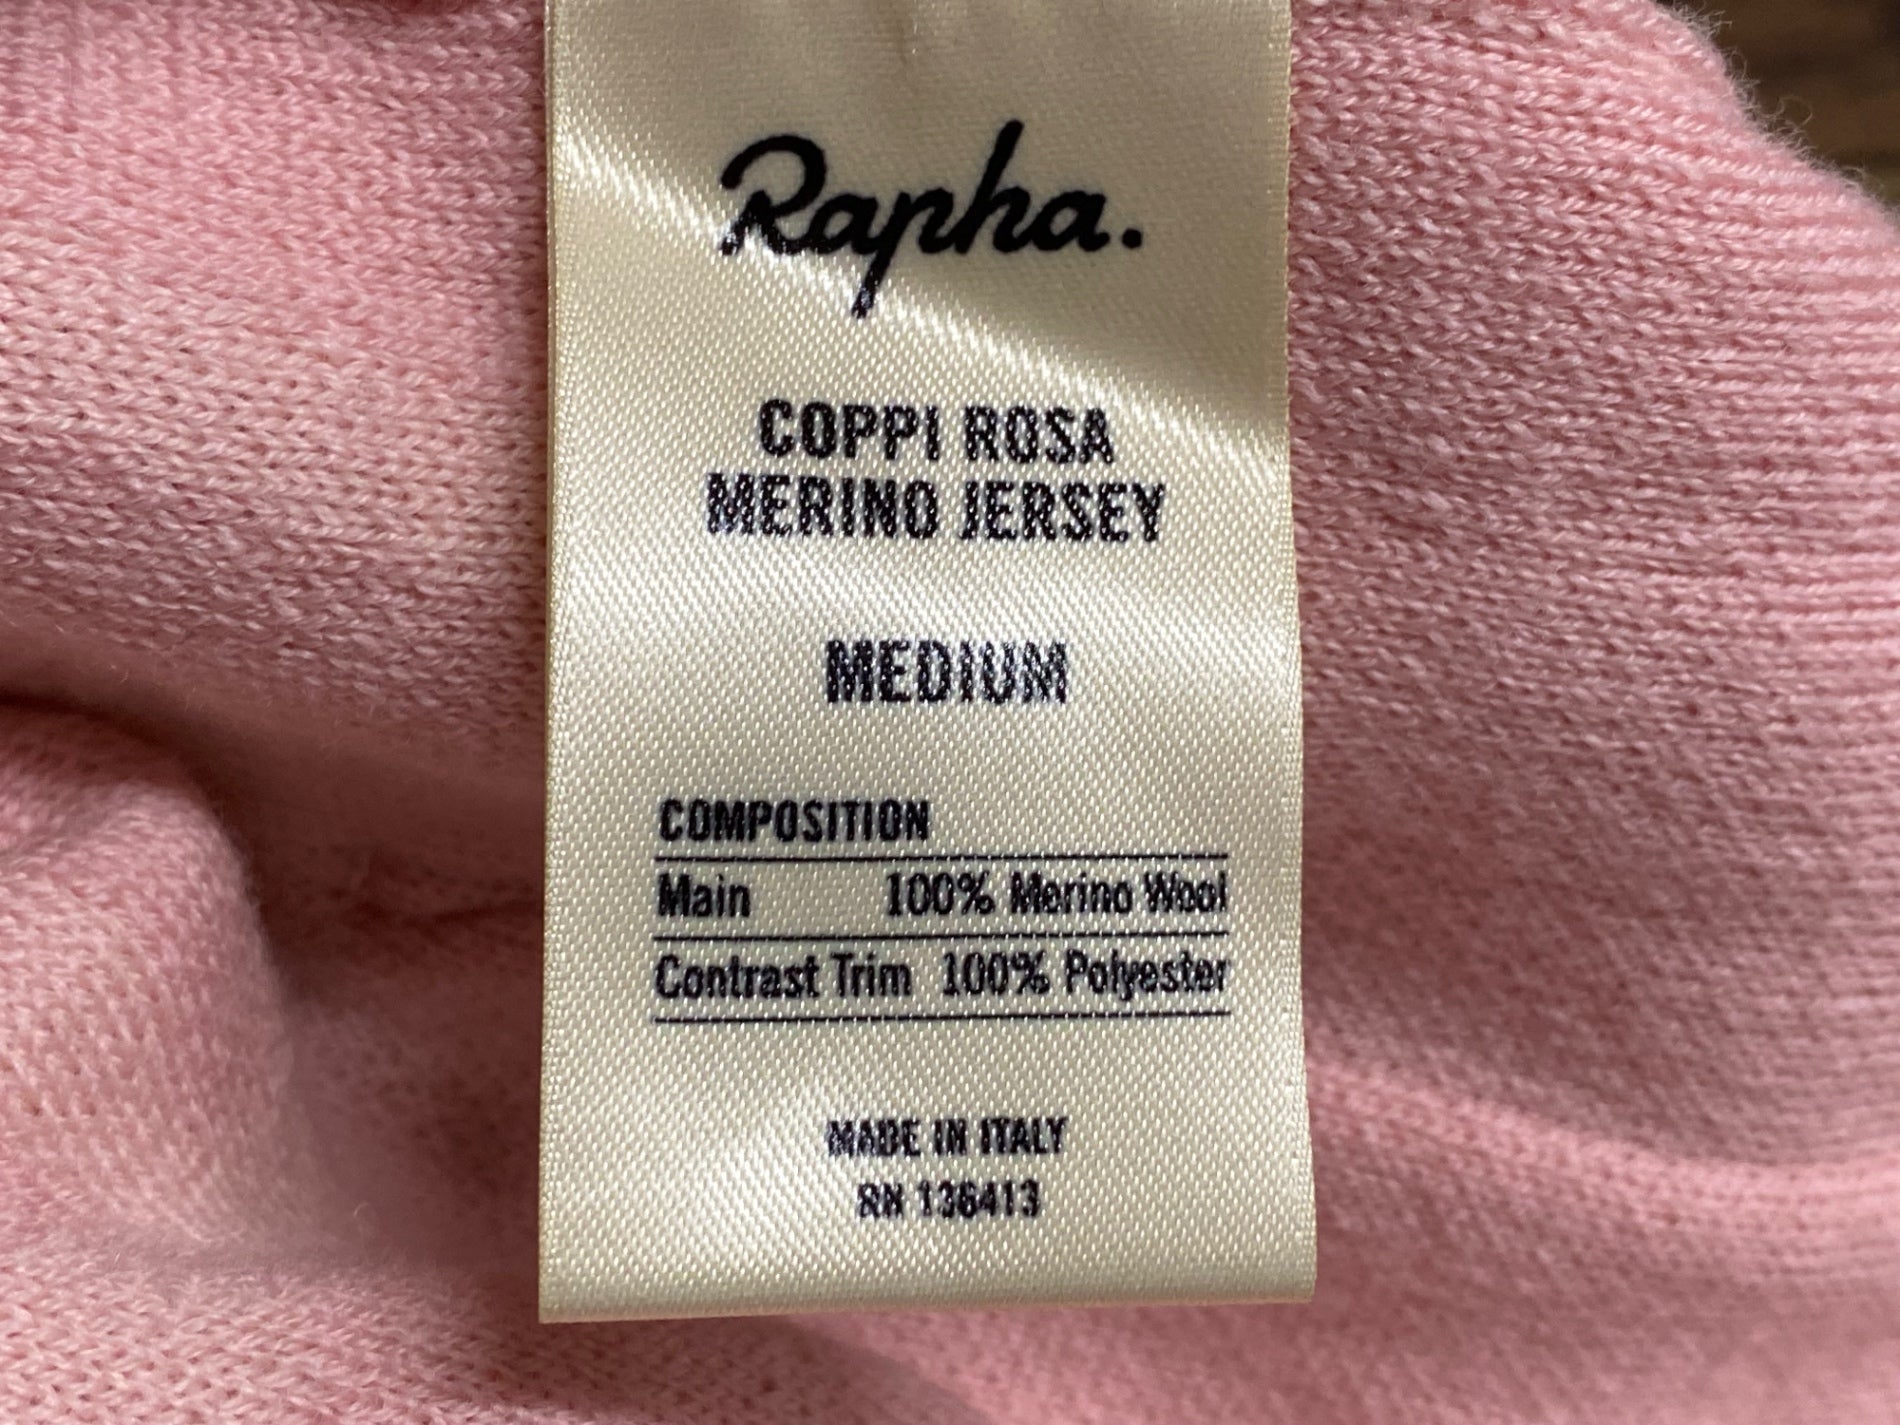 Rapha.
COPPI ROSA
MERINO JERSEY
MEDIUM
COMPOSITION
Main 100% Merino Wool
Contrast Trim 100% Polyester
MADE IN ITALY
RN 136413